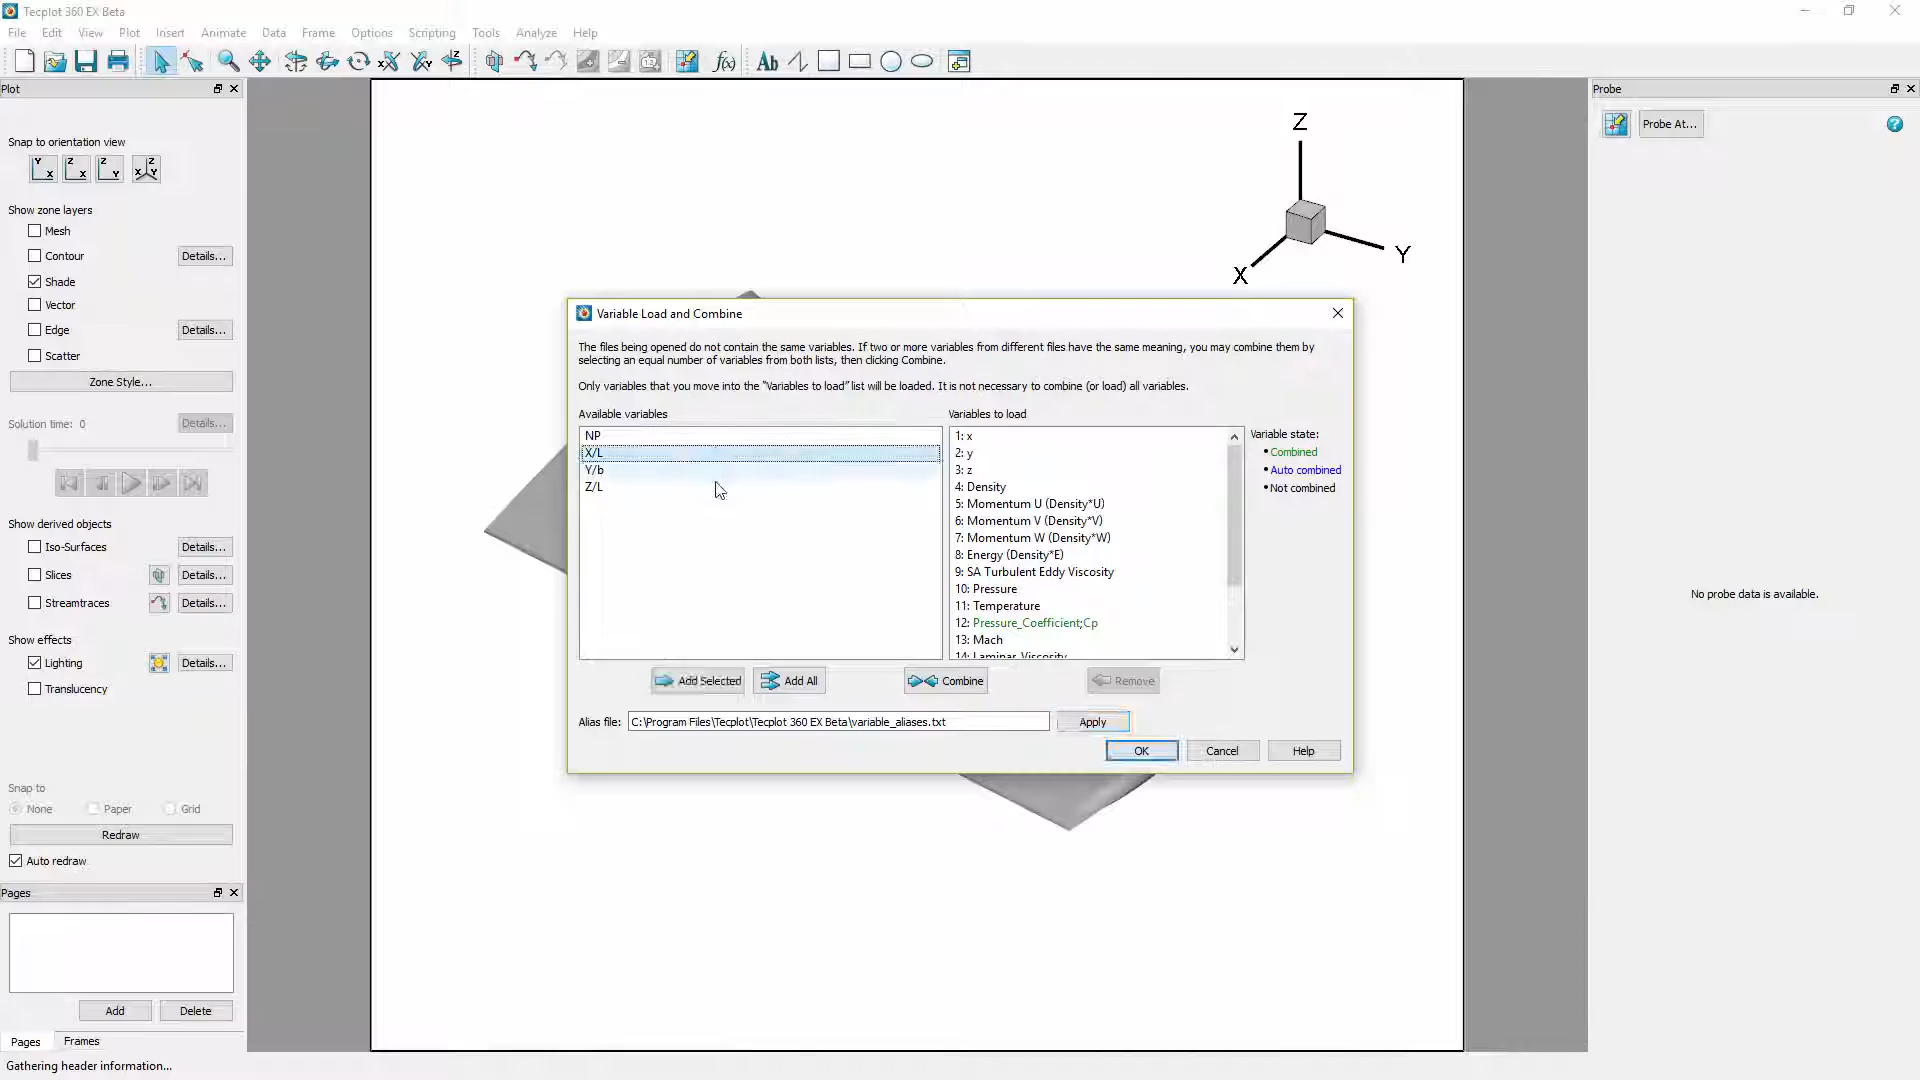 Tecplot 360 EX Beta
File Edit View Plot Insert Animate Data Frame Options Scripting Tools Analyze Help
Plot
Snap to orientation view
Y X Z X Z Y Z X Y
Show zone layers
Mesh
Contour Details...
Shade
Vector
Edge Details...
Scatter
Zone Style...
Solution time: 0 Details...
Show derived objects
Iso-Surfaces Details...
Slices Details...
Streamtraces Details...
Show effects
Lighting Details...
Translucency
Snap to
None Paper Grid
Redraw
Auto redraw
Pages
Add Delete
Pages Frames
Gathering header information...
Z
Y
X
Variable Load and Combine
The files being opened do not contain the same variables. If two or more variables from different files have the same meaning, you may combine them by
selecting an equal number of variables from both lists, then clicking Combine.
Only variables that you move into the "Variables to load" list will be loaded. It is not necessary to combine (or load) all variables.
Available variables
NP
X/L
Y/b
Z/L
Variables to load
1: x
2: y
3: z
4: Density
5: Momentum U (Density*U)
6: Momentum V (Density*V)
7: Momentum W (Density*W)
8: Energy (Density*E)
9: SA Turbulent Eddy Viscosity
10: Pressure
11: Temperature
12: Pressure_Coefficient;Cp
13: Mach
14: Laminar_Viscosity
Variable state:
• Combined
• Auto combined
• Not combined
Add Selected Add All Combine Remove
Alias file: C:\Program Files\Tecplot\Tecplot 360 EX Beta\variable_aliases.txt Apply
OK Cancel Help
Probe
Probe At... ?
No probe data is available.
Ab f(x)